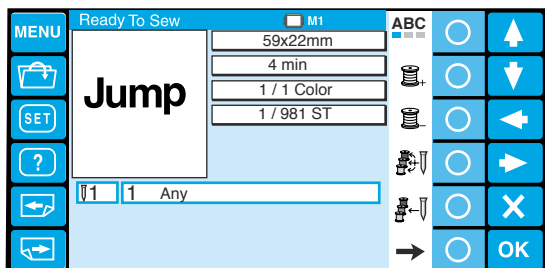 MENU
Ready To Sew
M1
ABC
59x22mm
4 min
Jump
1 / 1 Color
1 / 981 ST
SET
?
1
1 Any
+
-
X
OK